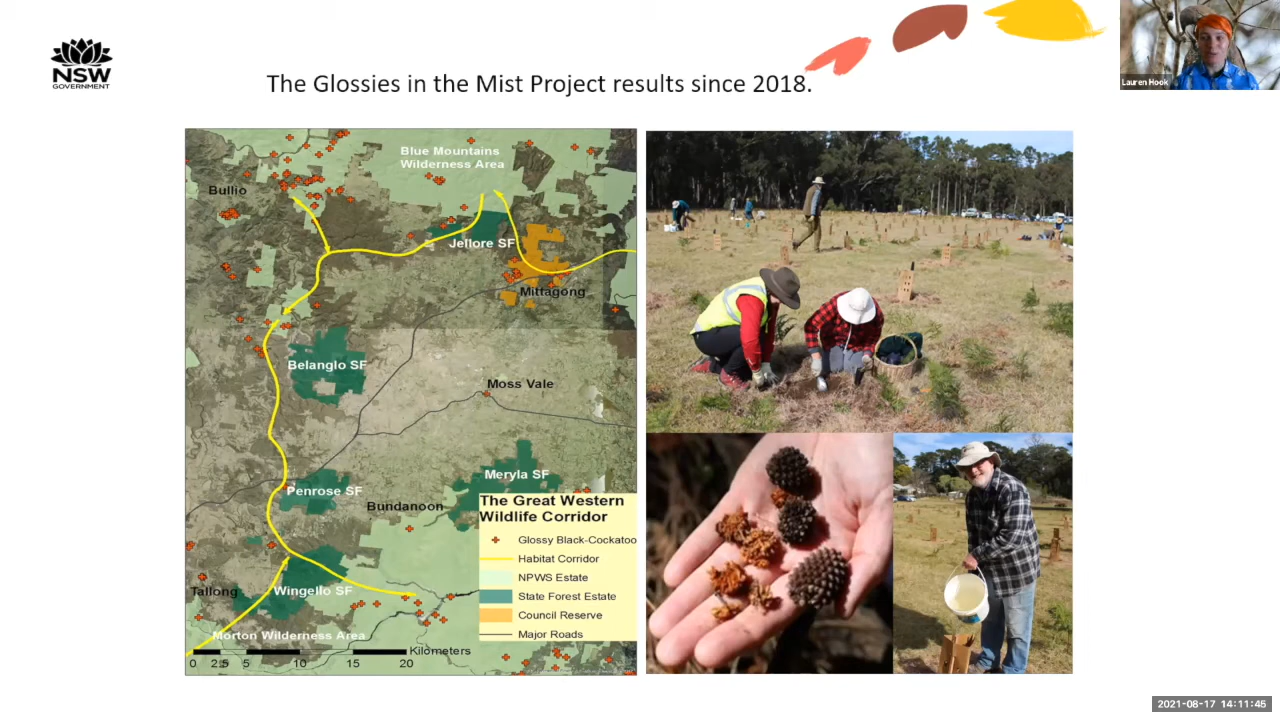 NSW
GOVERNMENT
The Glossies in the Mist Project results since 2018.
Lauren Hook
Blue Mountains
Wilderness Area
Bullio
Jellore SF
Mittagong
Belanglo SF
Moss Vale
Meryla SF
Penrose SF
Bundanoon
Tallong
Wingello SF
Morton Wilderness Area
The Great Western
Wildlife Corridor
Glossy Black-Cockatoo
Habitat Corridor
NPWS Estate
State Forest Estate
Council Reserve
Major Roads
Kilometers
0 2.5 5 10 15 20
2021-08-17 14:11:45